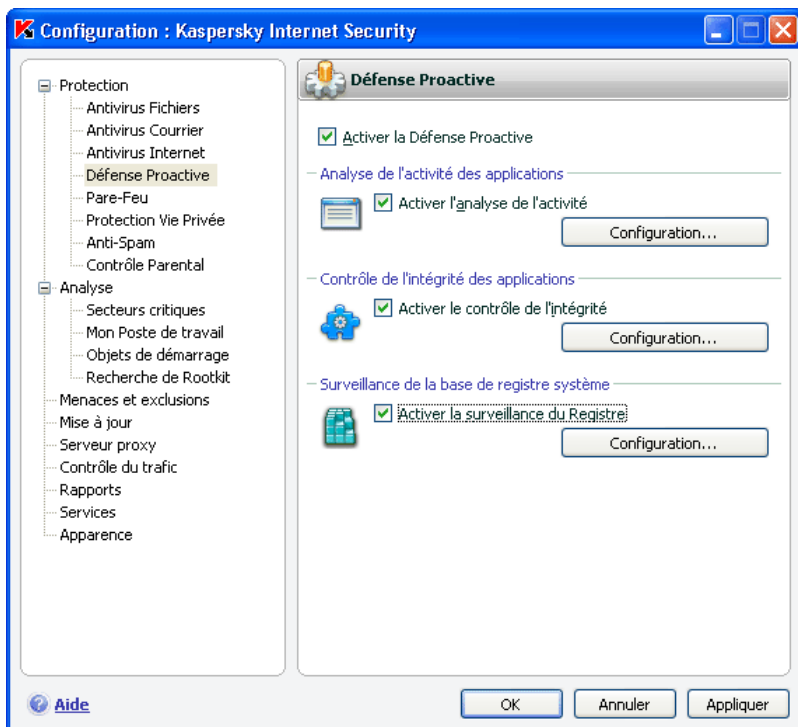 Configuration : Kaspersky Internet Security
Protection
Antivirus Fichiers
Antivirus Courrier
Antivirus Internet
Défense Proactive
Pare-Feu
Protection Vie Privée
Anti-Spam
Contrôle Parental
Analyse
Secteurs critiques
Mon Poste de travail
Objets de démarrage
Recherche de Rootkit
Menaces et exclusions
Mise à jour
Serveur proxy
Contrôle du trafic
Rapports
Services
Apparence
Défense Proactive
Activer la Défense Proactive
Analyse de l'activité des applications
Activer l'analyse de l'activité
Configuration...
Contrôle de l'intégrité des applications
Activer le contrôle de l'intégrité
Configuration...
Surveillance de la base de registre système
Activer la surveillance du Registre
Configuration...
Aide
OK
Annuler
Appliquer